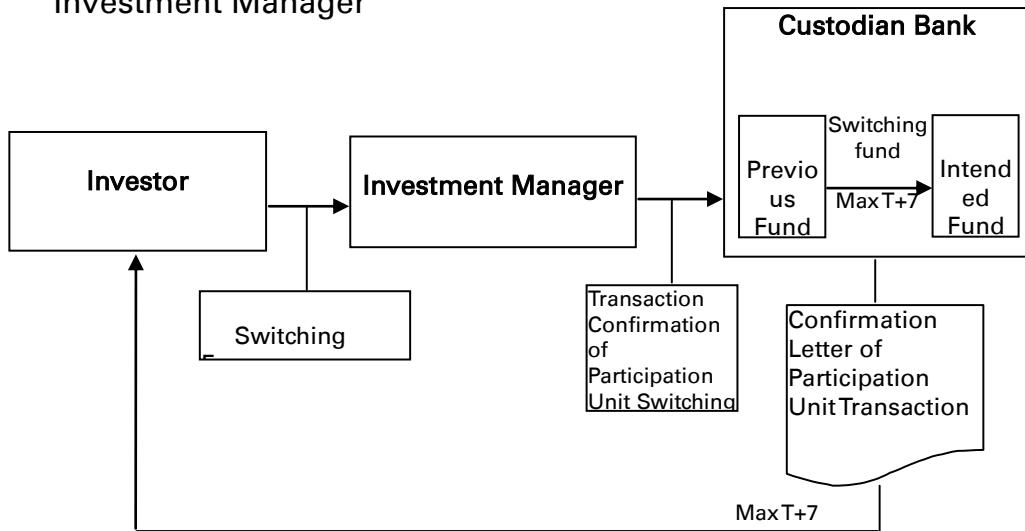 Investment Manager
Custodian Bank
Investor
Investment Manager
Switching
fund
Previo
us
Fund
Max T+7
Intend
ed
Fund
Switching
Transaction
Confirmation
of
Participation
Unit Switching
Confirmation
Letter of
Participation
Unit Transaction
Max T+7